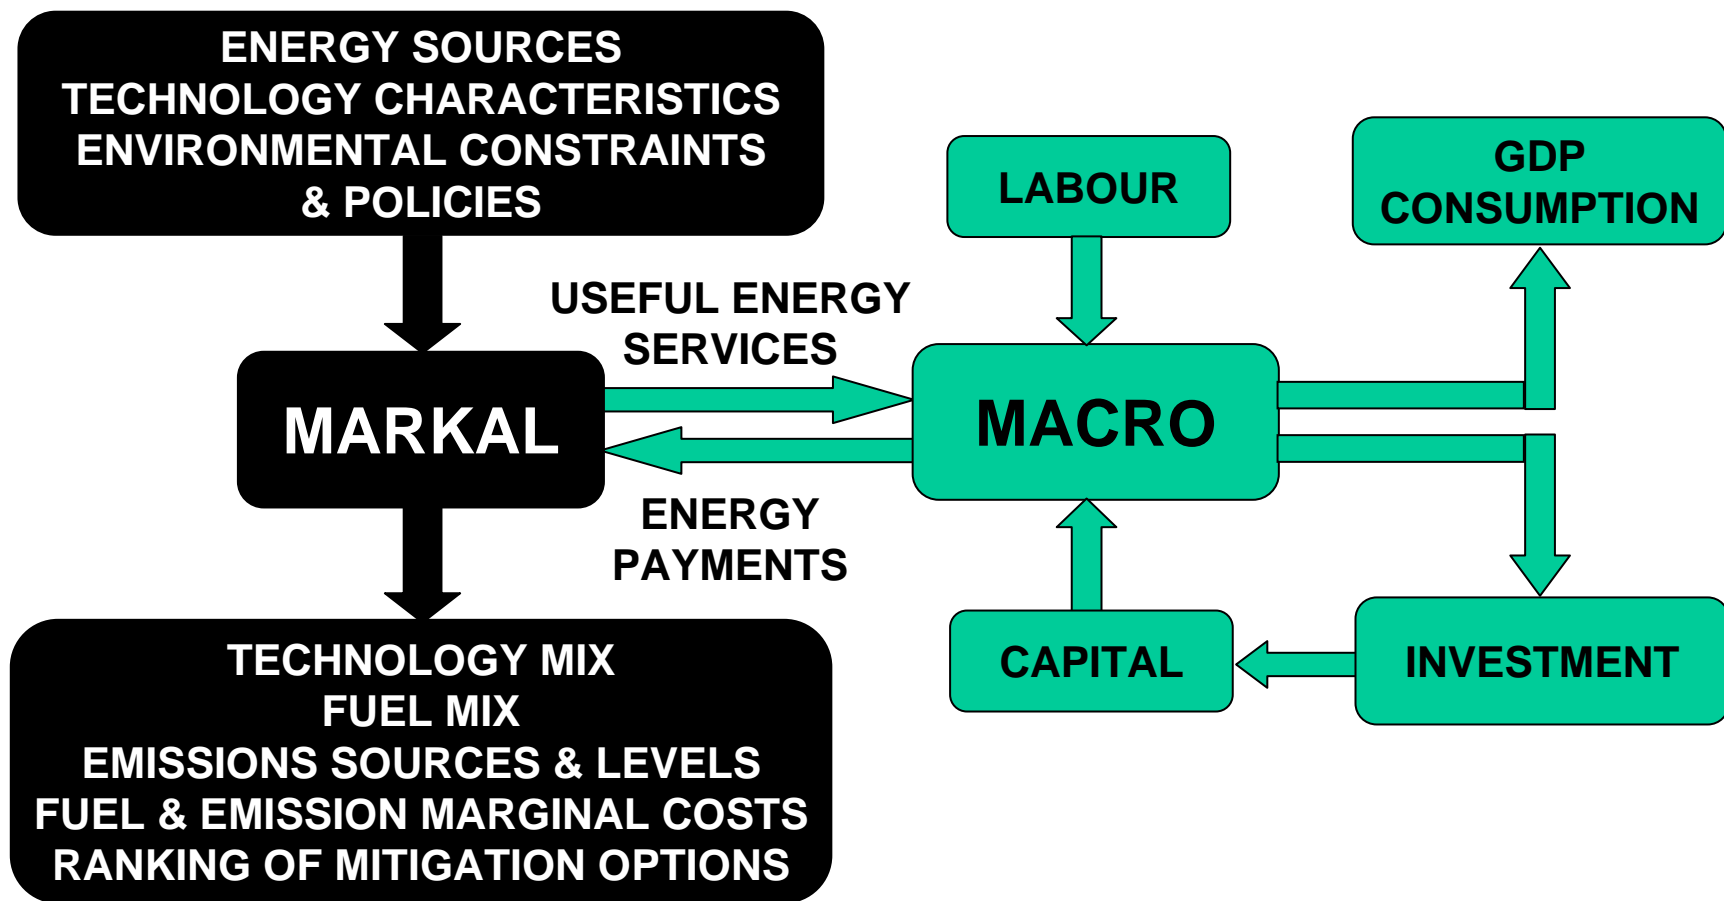 ENERGY SOURCES
TECHNOLOGY CHARACTERISTICS
ENVIRONMENTAL CONSTRAINTS
& POLICIES
LABOUR
GDP
CONSUMPTION
USEFUL ENERGY
SERVICES
MARKAL
MACRO
ENERGY
PAYMENTS
CAPITAL
INVESTMENT
TECHNOLOGY MIX
FUEL MIX
EMISSIONS SOURCES & LEVELS
FUEL & EMISSION MARGINAL COSTS
RANKING OF MITIGATION OPTIONS